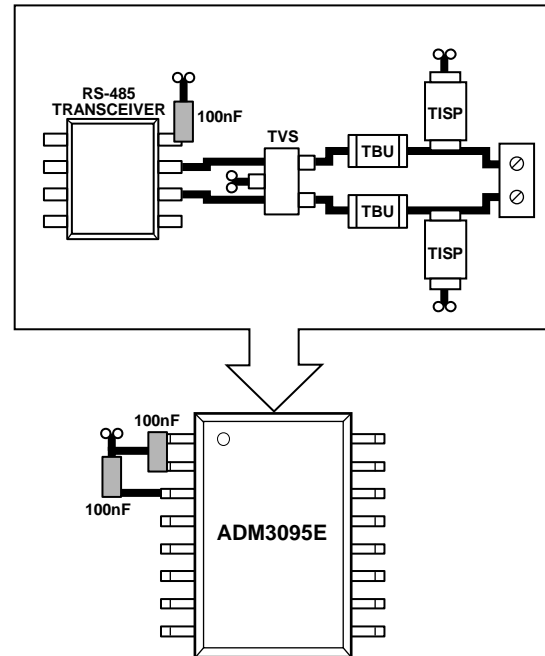 RS-485
TRANSCEIVER
100nF
TVS
TBU
TISP
TBU
TISP
100nF
100nF
ADM3095E